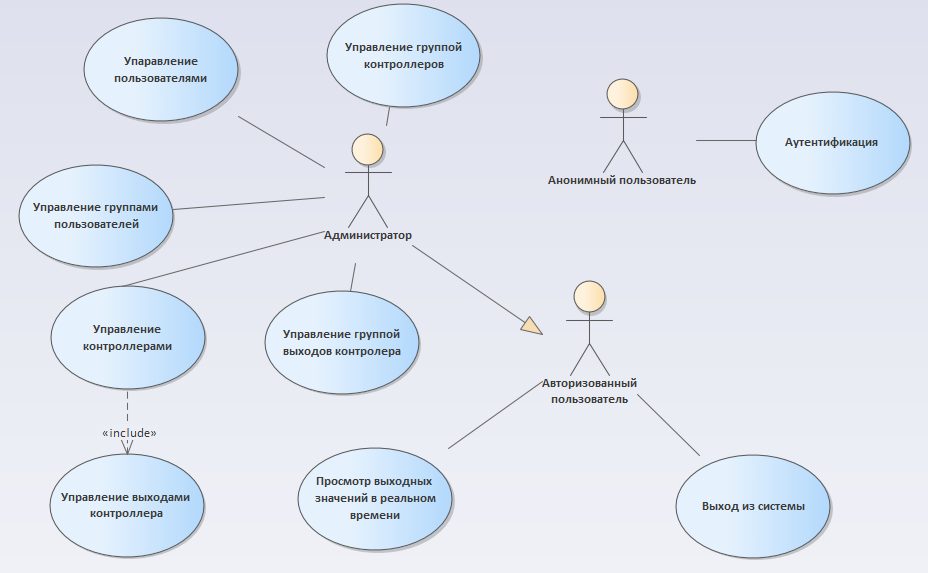 Упаравление
пользователями
Управление группой
контроллеров
Аутентификация
Анонимный пользователь
Управление группами
пользователей
Администратор
Управление
контроллерами
Управление группой
выходов контролера
Авторизованный
пользователь
«include»
Управление выходами
контроллера
Просмотр выходных
значений в реальном
времени
Выход из системы